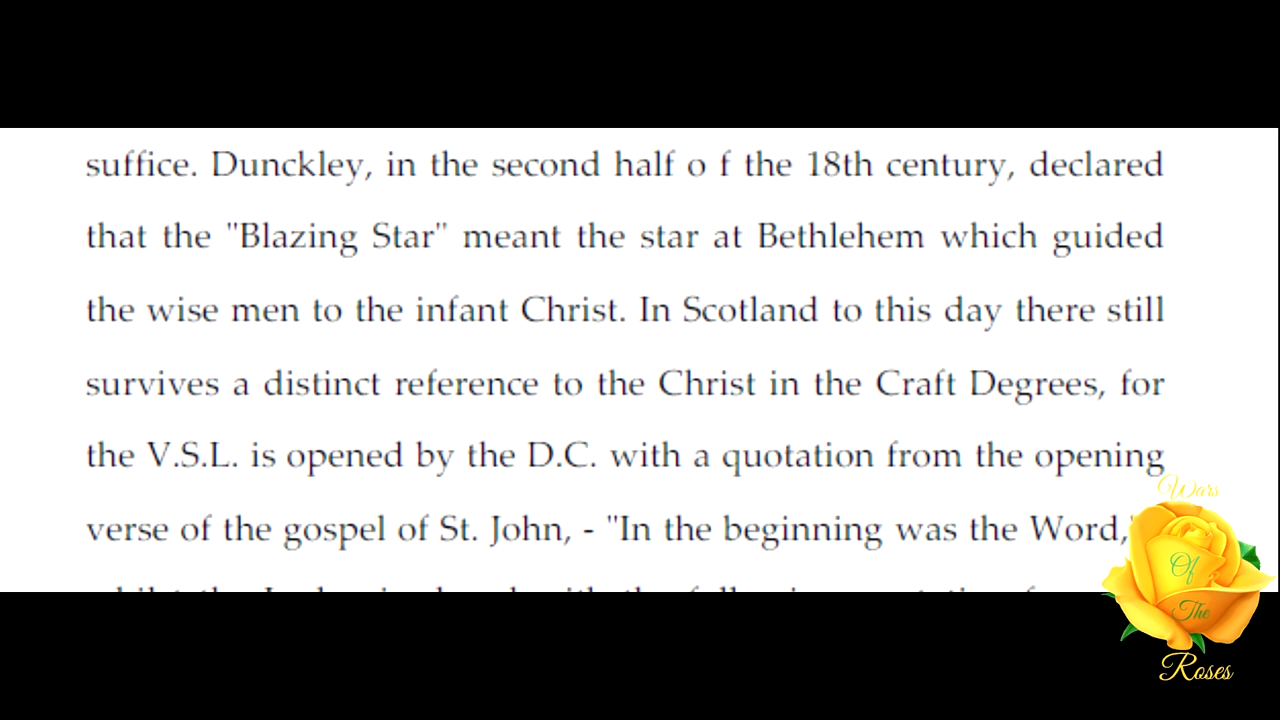 suffice. Dunckley, in the second half o f the 18th century, declared
that the "Blazing Star" meant the star at Bethlehem which guided
the wise men to the infant Christ. In Scotland to this day there still
survives a distinct reference to the Christ in the Craft Degrees, for
the V.S.L. is opened by the D.C. with a quotation from the opening
verse of the gospel of St. John, - "In the beginning was the Word,"
Wars
Of
The
Roses